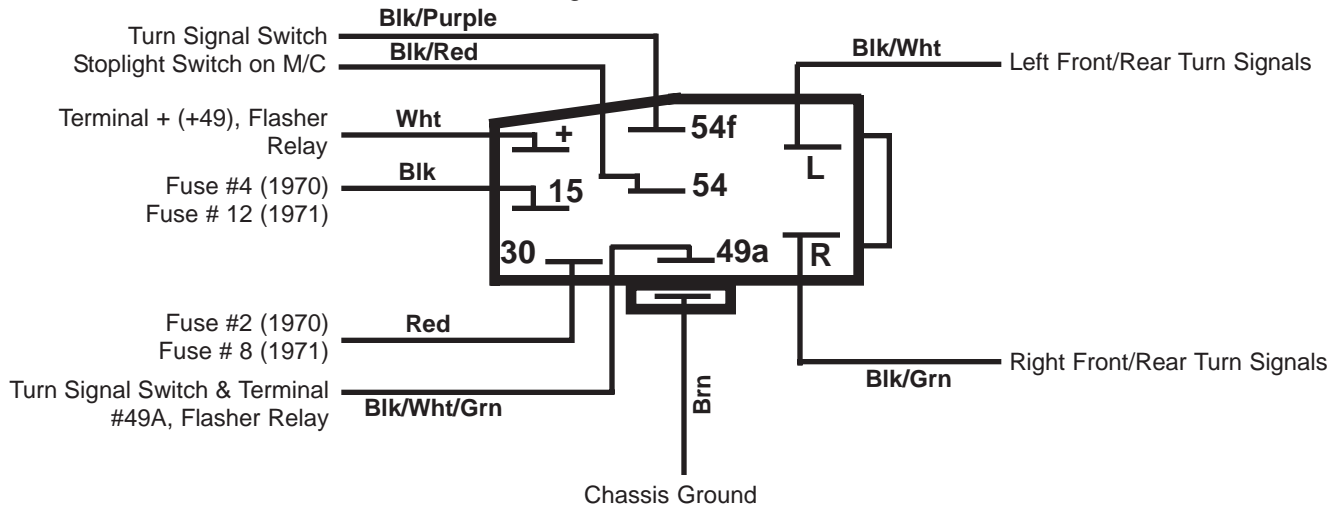 Blk/Purple
Turn Signal Switch
Blk/Red
Stoplight Switch on M/C
Blk/Wht
Left Front/Rear Turn Signals
Terminal + (+49), Flasher
Relay
Wht
+
54f
L
Blk
Fuse #4 (1970)
Fuse # 12 (1971)
15
54
30
49a
R
Fuse #2 (1970)
Fuse # 8 (1971)
Red
Right Front/Rear Turn Signals
Blk/Grn
Turn Signal Switch & Terminal
#49A, Flasher Relay
Blk/Wht/Grn
Brn
Chassis Ground